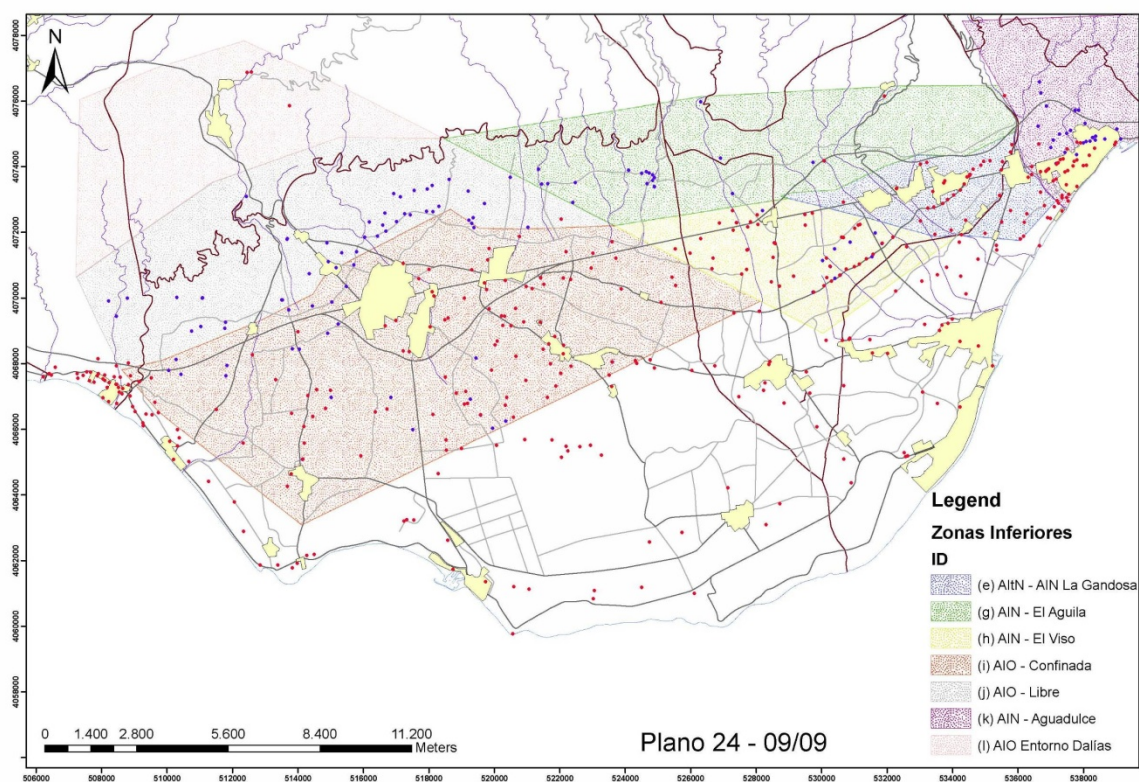 N
4078000
4076000
4074000
4072000
4070000
4068000
4066000
4064000
4062000
4060000
4058000
Legend
Zonas Inferiores
ID
(e) AltN - AIN La Gandosa
(g) AIN - El Aguila
(h) AIN - El Viso
(i) AIO - Confinada
(j) AIO - Libre
(k) AIN - Aguadulce
(l) AIO Entorno Dalías
0 1.400 2.800 5.600 8.400 11.200
Meters
Plano 24 - 09/09
506000 508000 510000 512000 514000 516000 518000 520000 522000 524000 526000 528000 530000 532000 534000 536000 538000